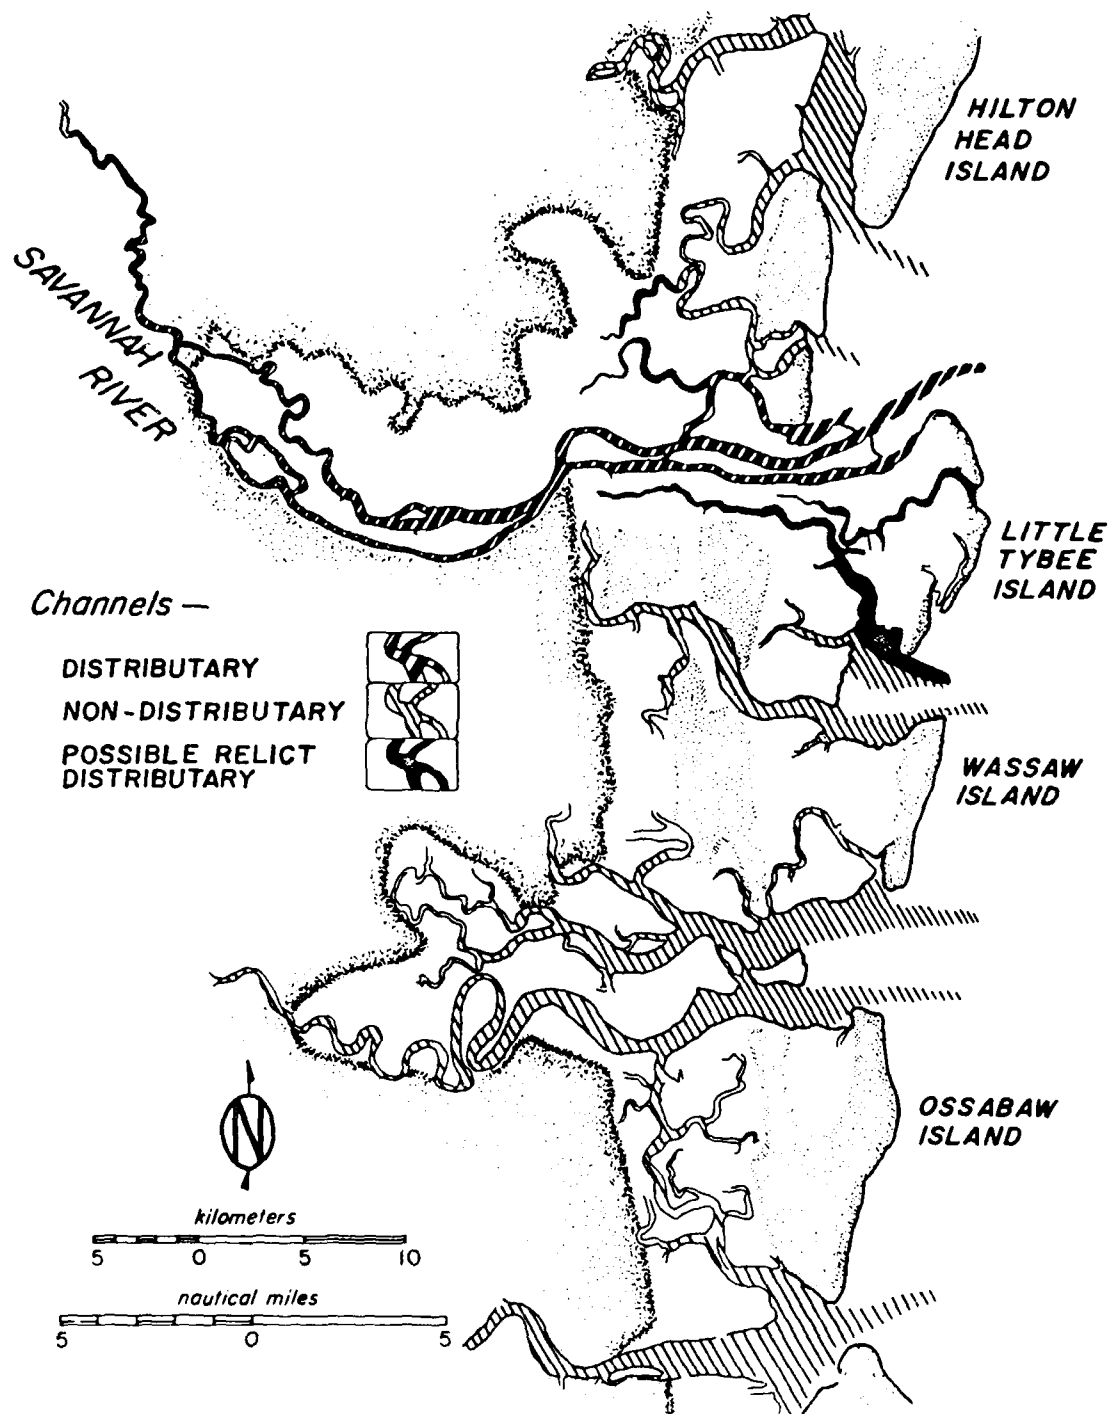 HILTON
HEAD
ISLAND
SAVANNAH
RIVER
LITTLE
TYBEE
ISLAND
Channels —
DISTRIBUTARY
NON-DISTRIBUTARY
POSSIBLE RELICT
DISTRIBUTARY
WASSAW
ISLAND
OSSABAW
ISLAND
N
kilometers
5 0 5 10
nautical miles
5 0 5